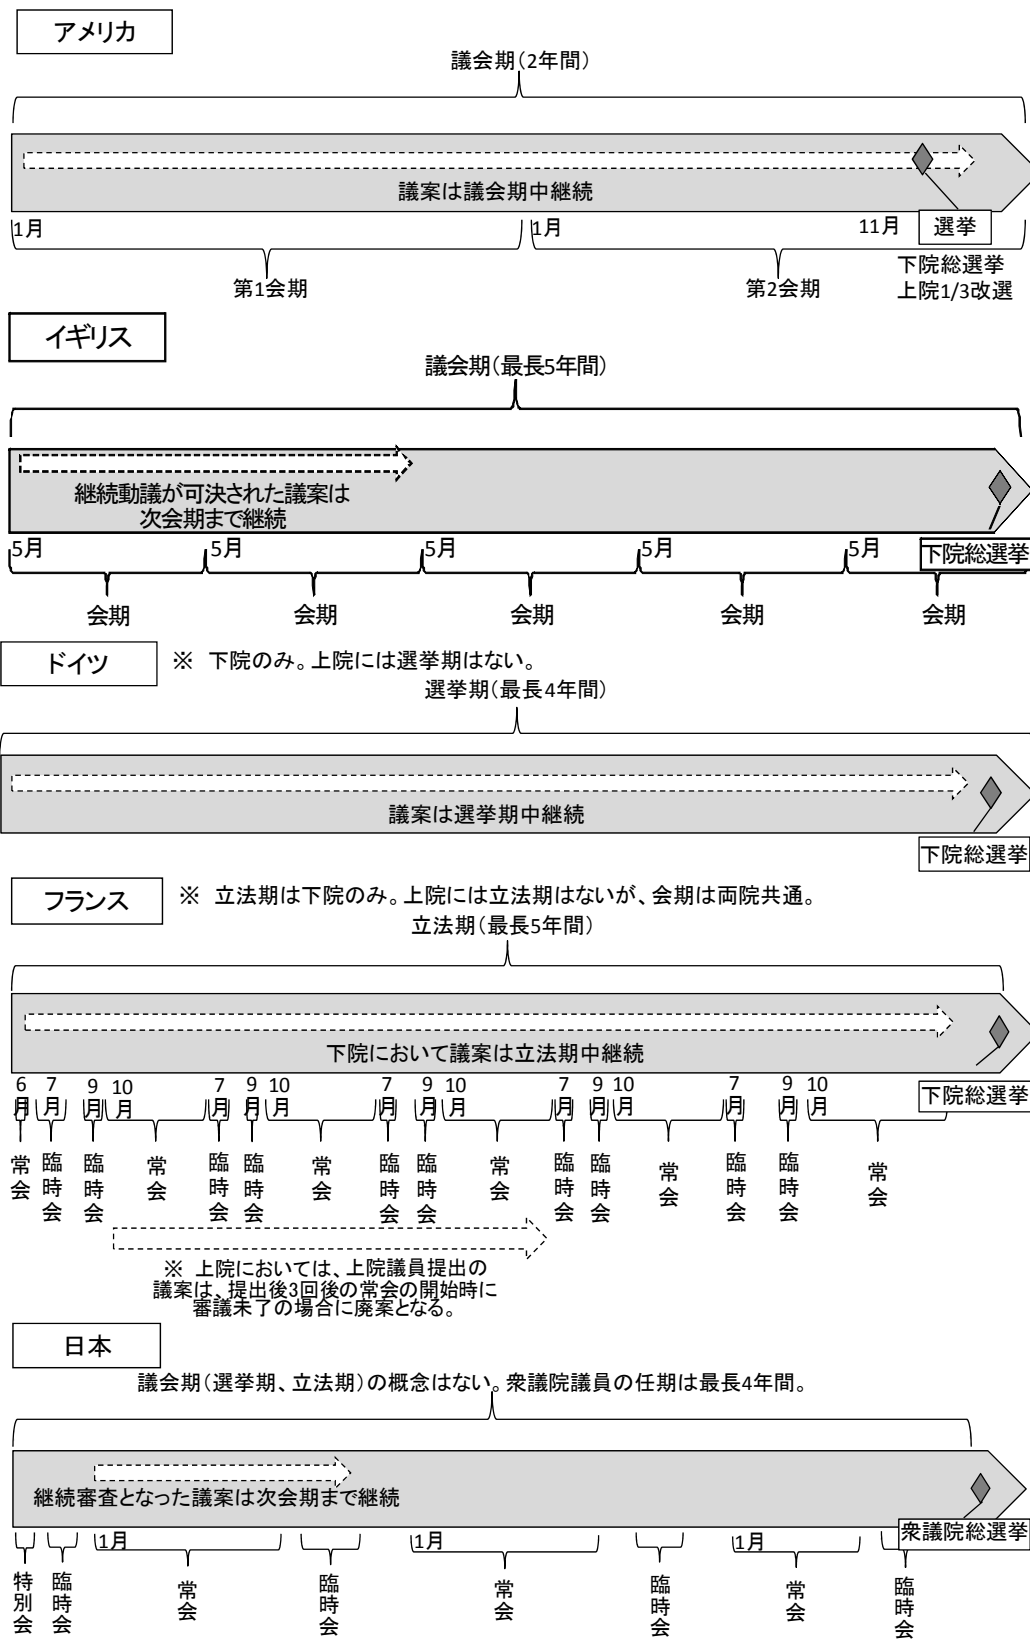 アメリカ
議会期(2年間)
議案は議会期中継続
1月 1月 11月 選挙
第1会期 第2会期
下院総選挙
上院1/3改選
イギリス
議会期(最長5年間)
継続動議が可決された議案は
次会期まで継続
5月 5月 5月 5月 5月 下院総選挙
会期 会期 会期 会期 会期
ドイツ ※ 下院のみ。上院には選挙期はない。
選挙期(最長4年間)
議案は選挙期中継続
下院総選挙
フランス ※ 立法期は下院のみ。上院には立法期はないが、会期は両院共通。
立法期(最長5年間)
下院において議案は立法期中継続
6月 7月 9月 10月 7月 9月 10月 7月 9月 10月 7月 9月 10月 7月 9月 10月 下院総選挙
常会 臨時会 臨時会 常会 臨時会 臨時会 常会 臨時会 臨時会 常会 臨時会 臨時会 常会 臨時会 臨時会 常会
※ 上院においては、上院議員提出の
議案は、提出後3回後の常会の開始時に
審議未了の場合に廃案となる。
日本
議会期(選挙期、立法期)の概念はない。衆議院議員の任期は最長4年間。
継続審査となった議案は次会期まで継続
1月 1月 1月 衆議院総選挙
特別会 臨時会 常会 臨時会 常会 臨時会 常会 臨時会